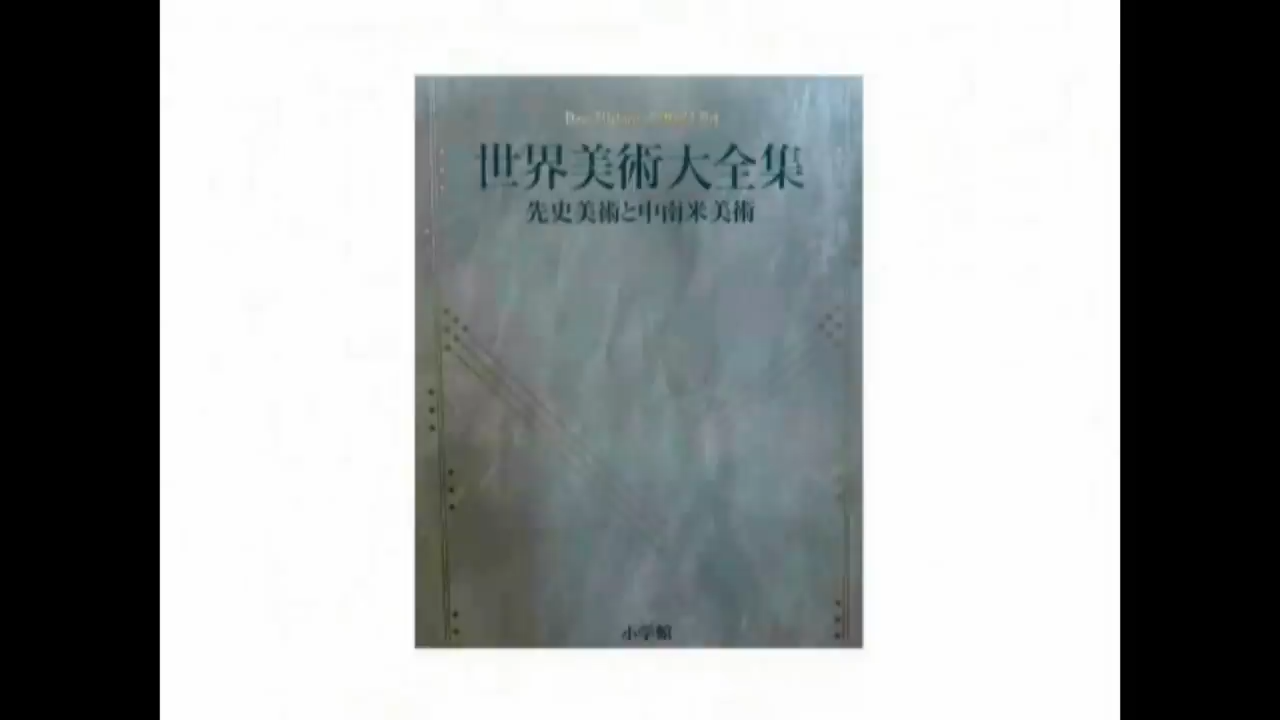 世界美術大全集
先史美術と中南米美術
小学館